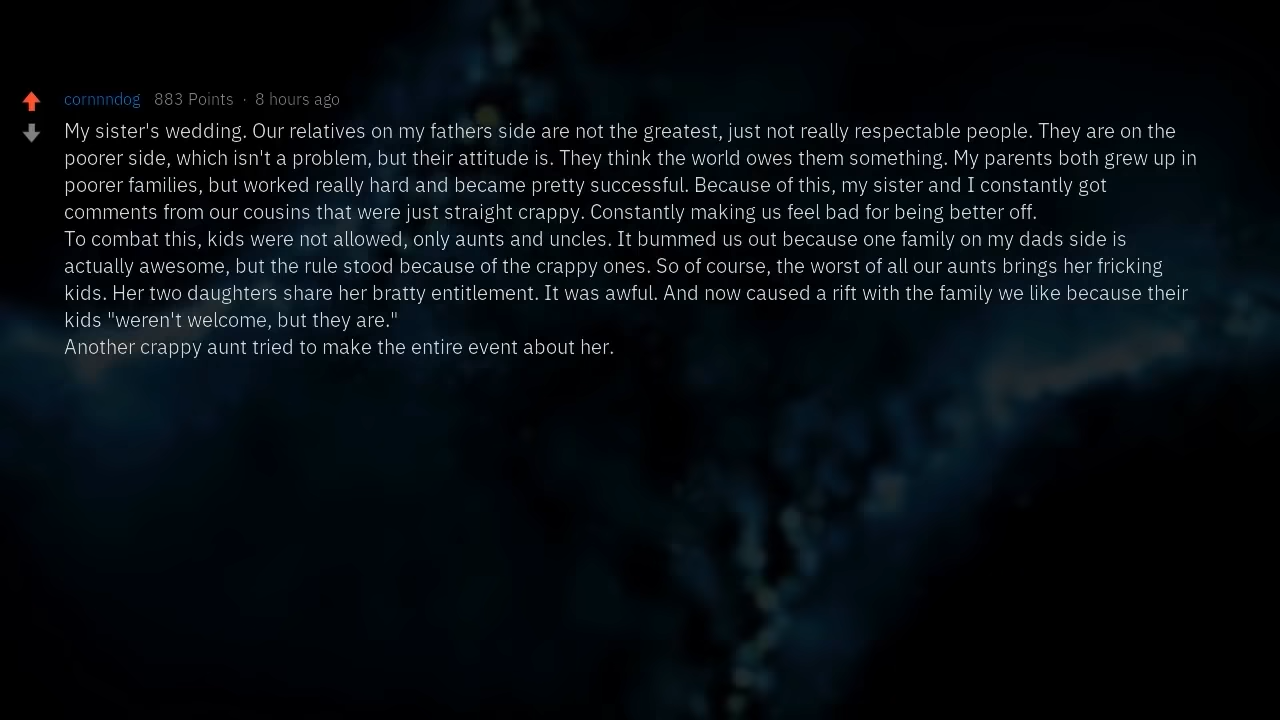 cornnndog 883 Points · 8 hours ago
My sister's wedding. Our relatives on my fathers side are not the greatest, just not really respectable people. They are on the
poorer side, which isn't a problem, but their attitude is. They think the world owes them something. My parents both grew up in
poorer families, but worked really hard and became pretty successful. Because of this, my sister and I constantly got
comments from our cousins that were just straight crappy. Constantly making us feel bad for being better off.
To combat this, kids were not allowed, only aunts and uncles. It bummed us out because one family on my dads side is
actually awesome, but the rule stood because of the crappy ones. So of course, the worst of all our aunts brings her fricking
kids. Her two daughters share her bratty entitlement. It was awful. And now caused a rift with the family we like because their
kids "weren't welcome, but they are."
Another crappy aunt tried to make the entire event about her.